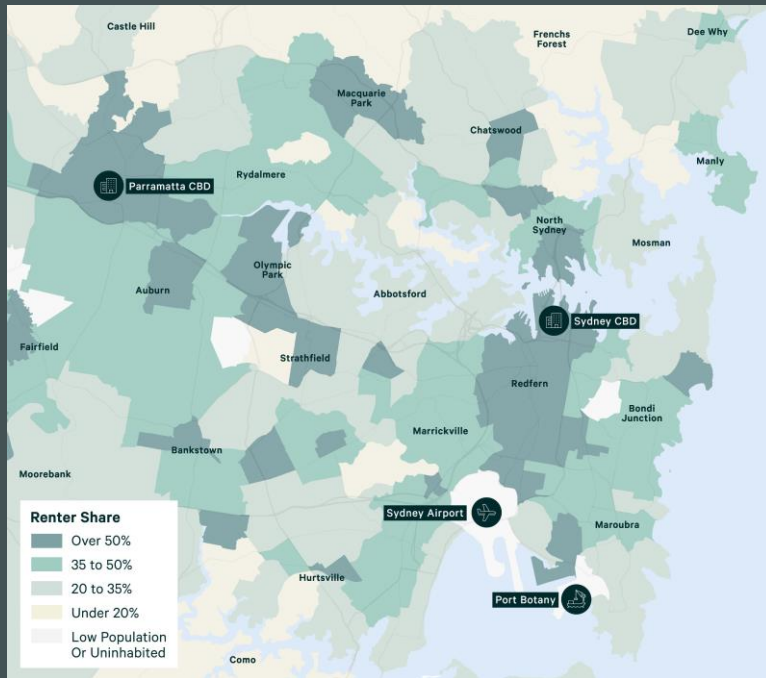 Castle Hill
Frenchs
Forest
Dee Why
Macquarie
Park
Chatswood
Manly
Rydalmere
Parramatta CBD
North
Sydney
Mosman
Olympic
Park
Auburn
Abbotsford
Sydney CBD
Fairfield
Strathfield
Redfern
Bondi
Junction
Marrickville
Bankstown
Moorebank
Sydney Airport
Maroubra
Hurtsville
Port Botany
Como
Renter Share
Over 50%
35 to 50%
20 to 35%
Under 20%
Low Population
Or Uninhabited